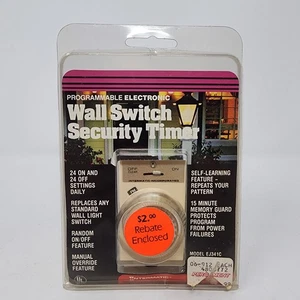 PROGRAMMABLE ELECTRONIC
Wall Switch
Security Timer
24 ON AND
24 OFF
SETTINGS
DAILY
REPLACES ANY
STANDARD
WALL LIGHT
SWITCH
RANDOM
ON/OFF
FEATURE
MANUAL
OVERRIDE
FEATURE
OFF
$2.00
Rebate
Enclosed
SELF-LEARNING
FEATURE –
REPEATS YOUR
PATTERN
15 MINUTE
MEMORY GUARD
PROTECTS
PROGRAM
FROM POWER
FAILURES
MODEL EJ341C